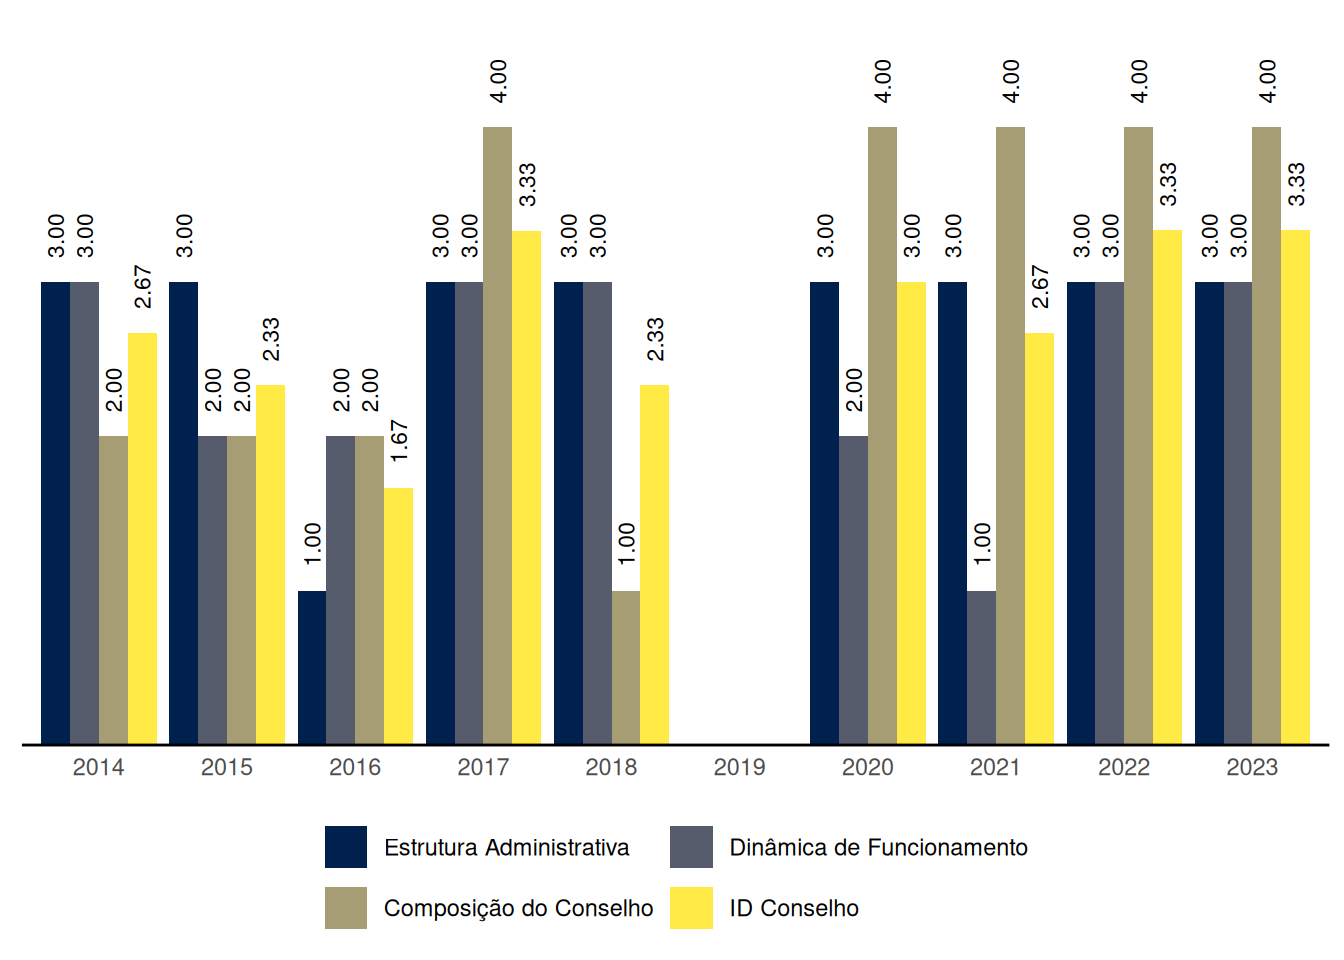 3.00 3.00 2.00 2.67 3.00 2.00 2.00 2.33 1.00 2.00 2.00 1.67 3.00 3.00 4.00 3.33 3.00 3.00 1.00 2.33 3.00 2.00 4.00 3.00 3.00 1.00 4.00 2.67 3.00 3.00 4.00 3.33 3.00 3.00 4.00 3.33
2014 2015 2016 2017 2018 2019 2020 2021 2022 2023
Estrutura Administrativa Dinâmica de Funcionamento
Composição do Conselho ID Conselho